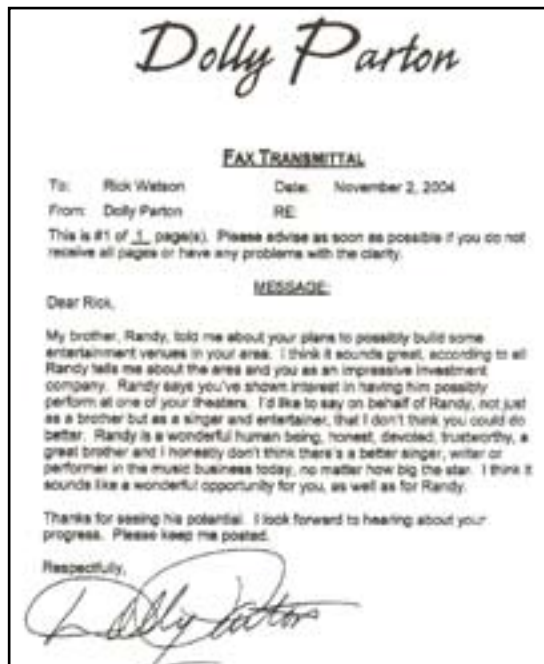 Dolly Parton
FAX TRANSMITTAL
To: Rick Watson Date: November 2, 2004
From: Dolly Parton RE:
This is #1 of 1 page(s). Please advise as soon as possible if you do not
receive all pages or have any problems with the clarity.
MESSAGE:
Dear Rick,
My brother, Randy, told me about your plans to possibly build some
entertainment venues in your area. I think it sounds great, according to all
Randy tells me about the area and you as an impressive investment
company. Randy says you've shown interest in having him possibly
perform at one of your theaters. I'd like to say on behalf of Randy, not just
as a brother but as a singer and entertainer, that I don't think you could do
better. Randy is a wonderful human being, honest, devoted, trustworthy, a
great brother and I honestly don't think there's a better singer, writer or
performer in the music business today, no matter how big the star. I think it
sounds like a wonderful opportunity for you, as well as for Randy.
Thanks for seeing his potential. I look forward to hearing about your
progress. Please keep me posted.
Respectfully,
Dolly Parton